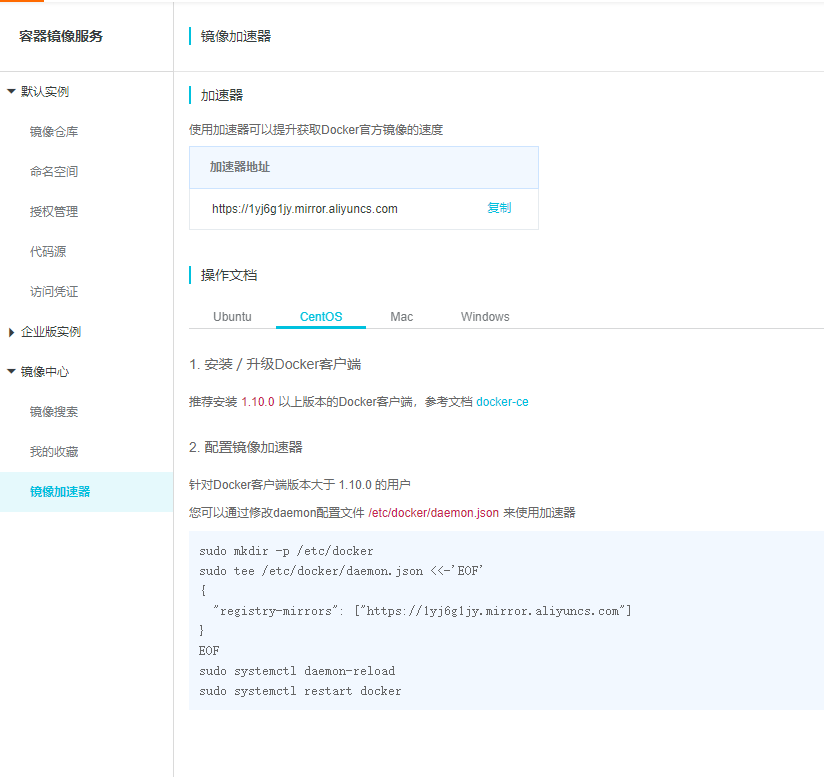 容器镜像服务
镜像加速器
默认实例
镜像仓库
命名空间
授权管理
代码源
访问凭证
企业版实例
镜像中心
镜像搜索
我的收藏
镜像加速器
加速器
使用加速器可以提升获取Docker官方镜像的速度
加速器地址
https://1yj6g1jy.mirror.aliyuncs.com 复制
操作文档
Ubuntu CentOS Mac Windows
1. 安装 / 升级Docker客户端
推荐安装 1.10.0 以上版本的Docker客户端，参考文档 docker-ce
2. 配置镜像加速器
针对Docker客户端版本大于 1.10.0 的用户
您可以通过修改daemon配置文件 /etc/docker/daemon.json 来使用加速器
sudo mkdir -p /etc/docker
sudo tee /etc/docker/daemon.json <<-'EOF'
{
  "registry-mirrors": ["https://1yj6g1jy.mirror.aliyuncs.com"]
}
EOF
sudo systemctl daemon-reload
sudo systemctl restart docker